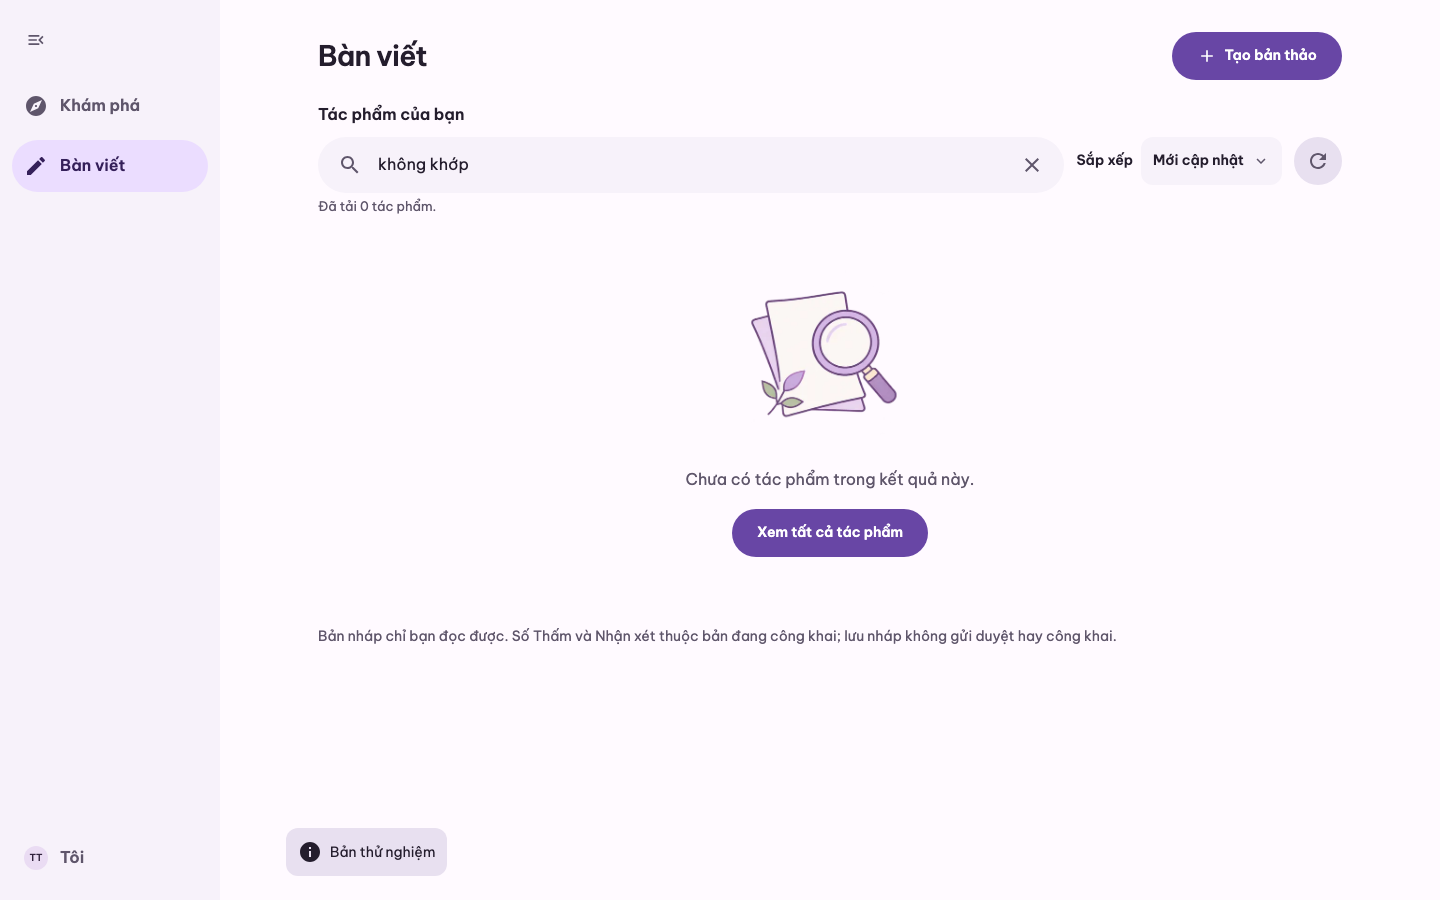 Khám phá
Bàn viết
TT Tôi
Bàn viết
Tạo bản thảo
Tác phẩm của bạn
không khớp
Sắp xếp
Mới cập nhật
Đã tải 0 tác phẩm.
Chưa có tác phẩm trong kết quả này.
Xem tất cả tác phẩm
Bản nháp chỉ bạn đọc được. Số Thấm và Nhận xét thuộc bản đang công khai; lưu nháp không gửi duyệt hay công khai.
Bản thử nghiệm